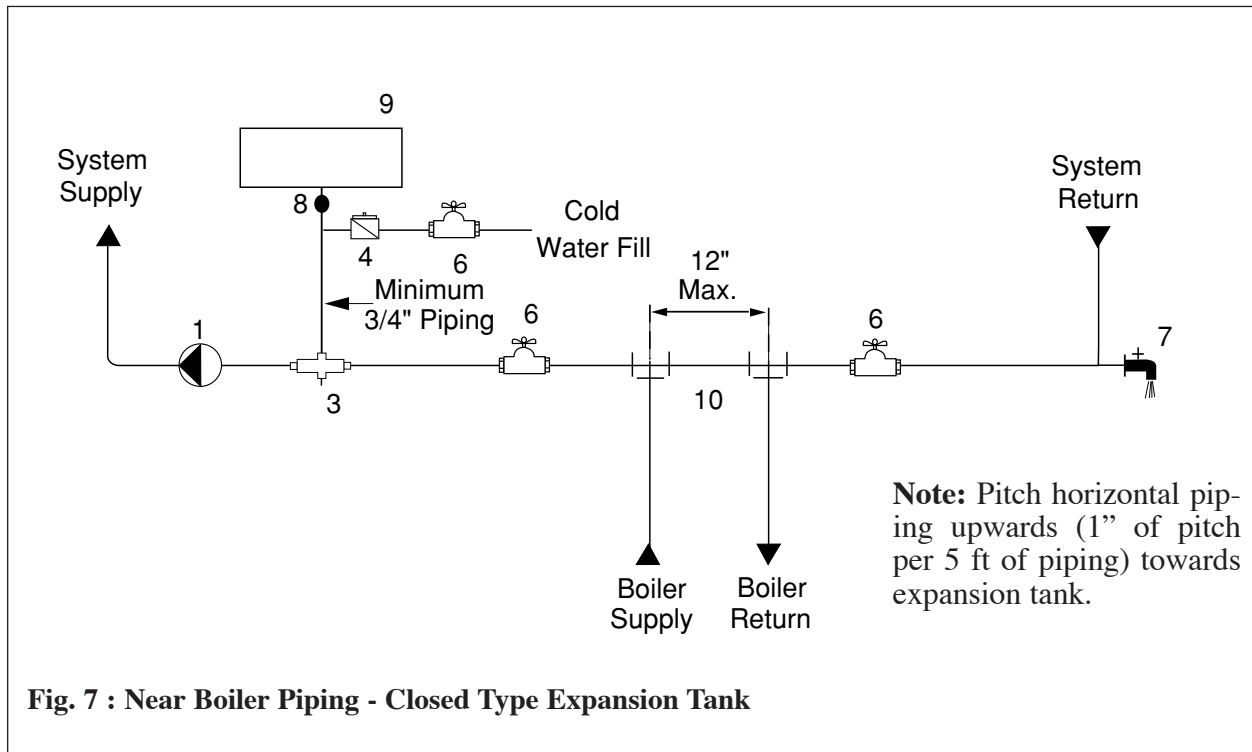 9
System
Supply
8
4
6
Cold
Water Fill
Minimum
3/4" Piping
12"
Max.
System
Return
1
3
6
10
6
7
Boiler
Supply
Boiler
Return
Note: Pitch horizontal pip-
ing upwards (1” of pitch
per 5 ft of piping) towards
expansion tank.
Fig. 7 : Near Boiler Piping - Closed Type Expansion Tank